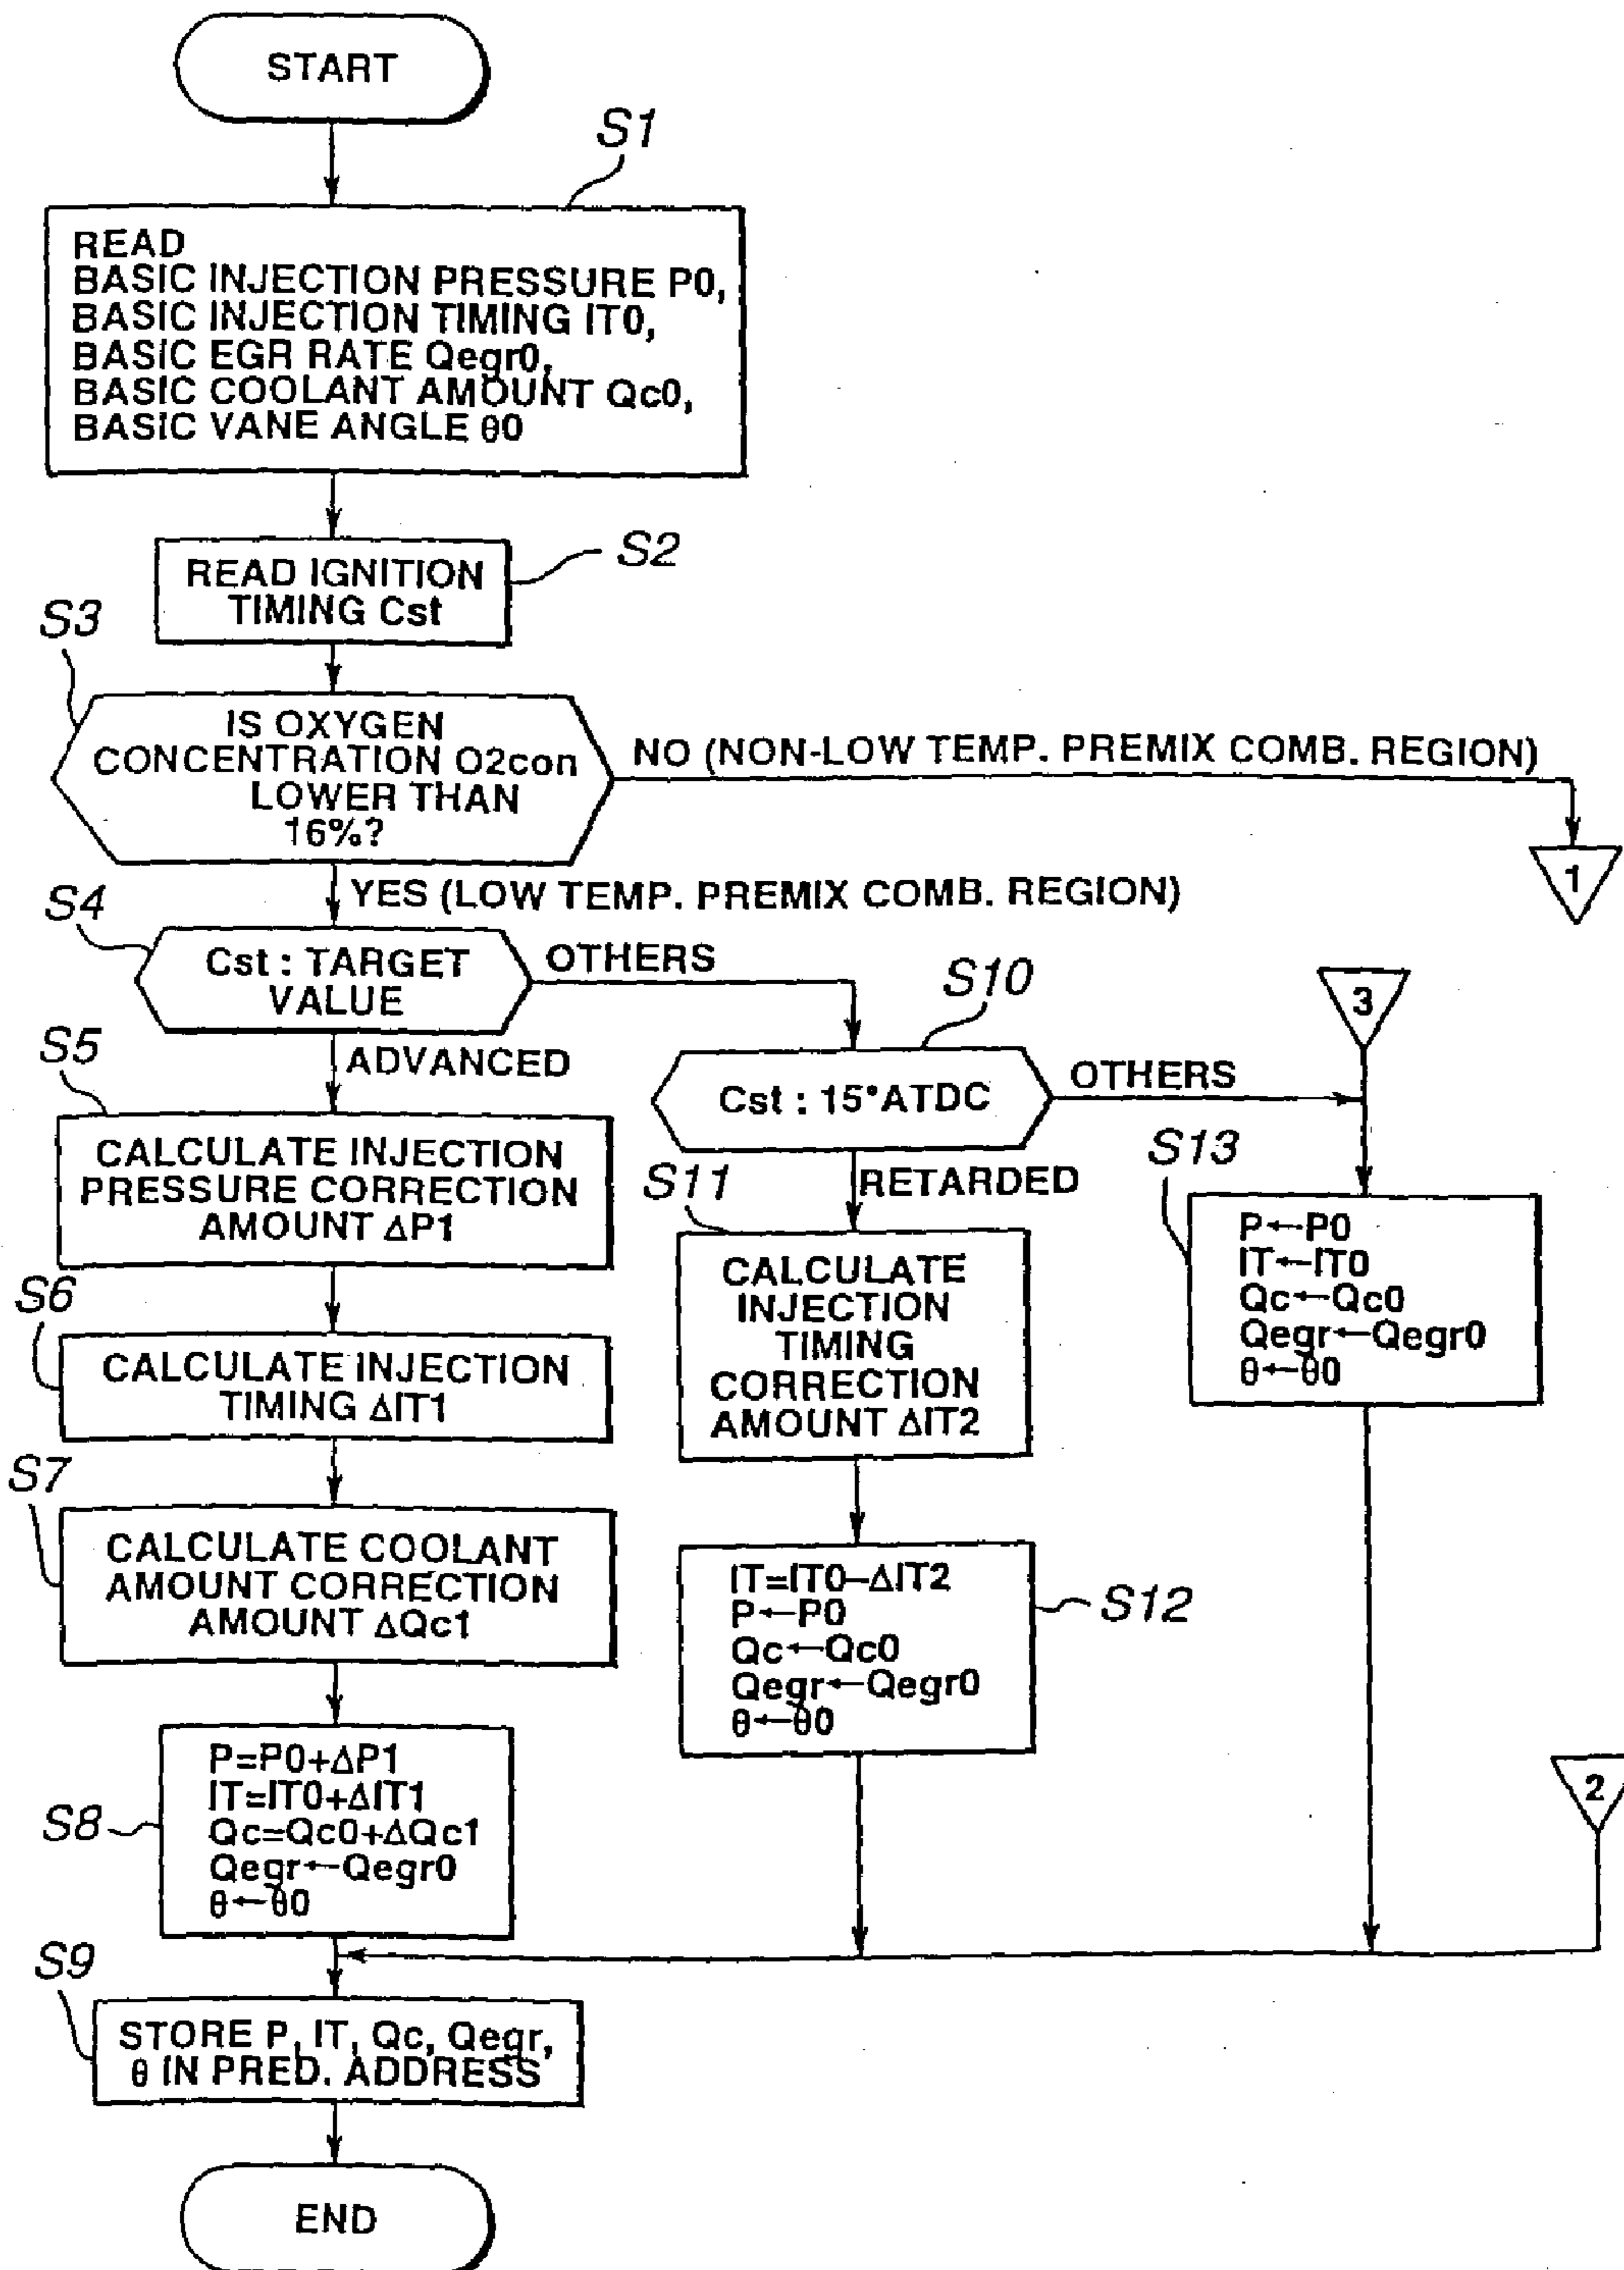 START
S1
READ
BASIC INJECTION PRESSURE P0,
BASIC INJECTION TIMING IT0,
BASIC EGR RATE Qegr0,
BASIC COOLANT AMOUNT Qc0,
BASIC VANE ANGLE θ0
S2
READ IGNITION
TIMING Cst
S3
IS OXYGEN
CONCENTRATION O2con
LOWER THAN
16%?
NO (NON-LOW TEMP. PREMIX COMB. REGION)
1
YES (LOW TEMP. PREMIX COMB. REGION)
S4
Cst : TARGET
VALUE
OTHERS
ADVANCED
S10
Cst : 15°ATDC
OTHERS
3
RETARDED
S5
CALCULATE INJECTION
PRESSURE CORRECTION
AMOUNT ΔP1
S6
CALCULATE INJECTION
TIMING ΔIT1
S7
CALCULATE COOLANT
AMOUNT CORRECTION
AMOUNT ΔQc1
S8
P=P0+ΔP1
IT=IT0+ΔIT1
Qc=Qc0+ΔQc1
Qegr←Qegr0
θ←θ0
S11
CALCULATE
INJECTION
TIMING
CORRECTION
AMOUNT ΔIT2
S12
IT=IT0−ΔIT2
P←P0
Qc←Qc0
Qegr←Qegr0
θ←θ0
S13
P←P0
IT←IT0
Qc←Qc0
Qegr←Qegr0
θ←θ0
2
S9
STORE P, IT, Qc, Qegr,
θ IN PRED. ADDRESS
END